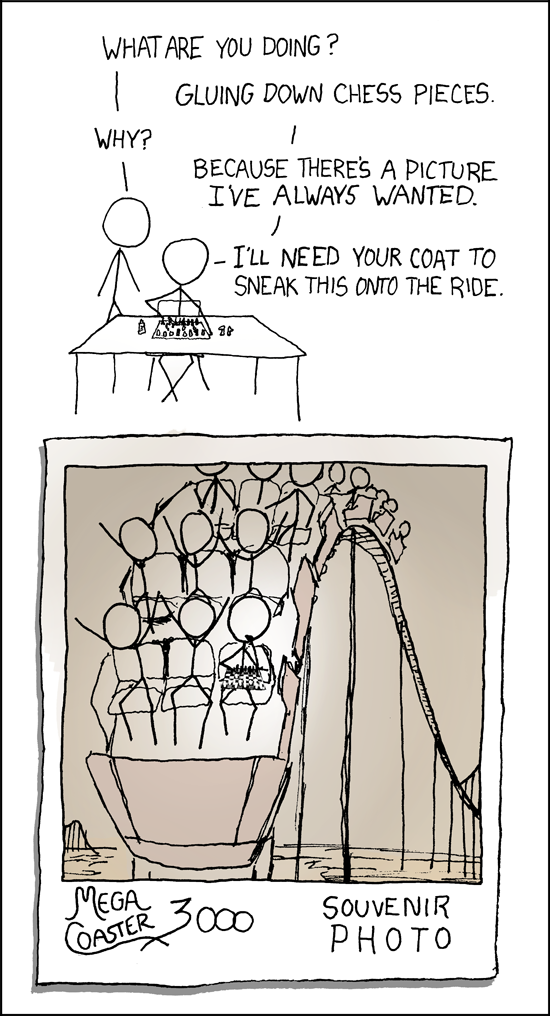 WHAT ARE YOU DOING?
GLUING DOWN CHESS PIECES.
WHY?
BECAUSE THERE'S A PICTURE
I'VE ALWAYS WANTED.
I'LL NEED YOUR COAT TO
SNEAK THIS ONTO THE RIDE.
MEGA
COASTER 3000
SOUVENIR
PHOTO